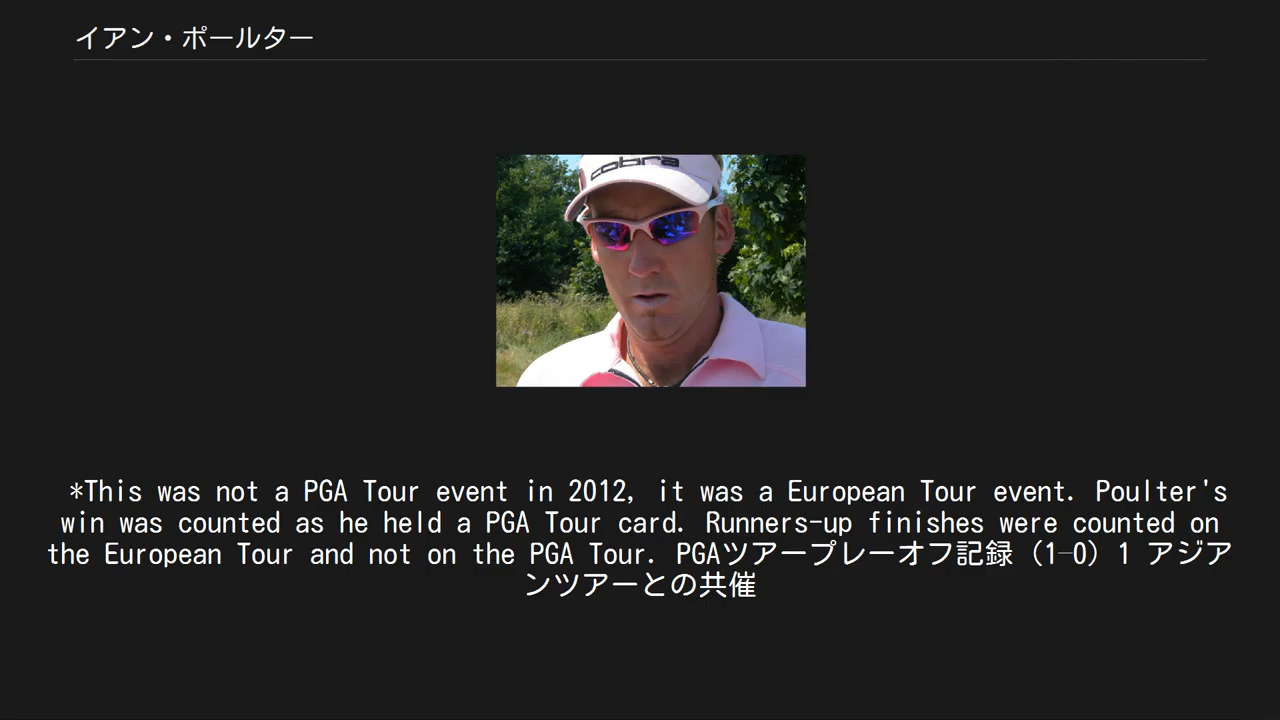 イアン・ポールター
cobra
*This was not a PGA Tour event in 2012, it was a European Tour event. Poulter's
win was counted as he held a PGA Tour card. Runners-up finishes were counted on
the European Tour and not on the PGA Tour. PGAツアープレーオフ記録 (1–0) 1 アジア
ンツアーとの共催